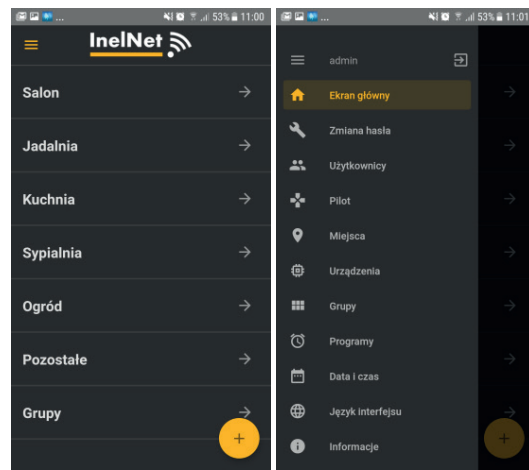 ... 53% 11:00
InelNet
Salon
Jadalnia
Kuchnia
Sypialnia
Ogród
Pozostałe
Grupy
+
... 53% 11:01
admin
Ekran główny
Zmiana hasła
Użytkownicy
Pilot
Miejsca
Urządzenia
Grupy
Programy
Data i czas
Język interfejsu
Informacje
+